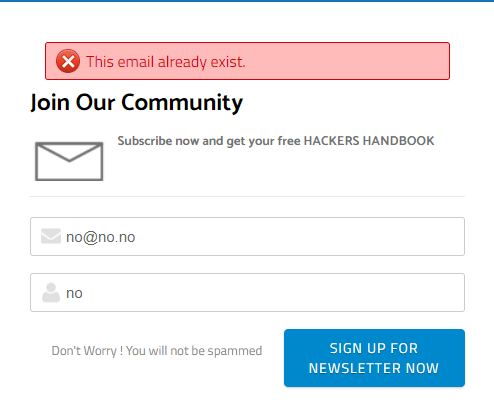 This email already exist.
Join Our Community
Subscribe now and get your free HACKERS HANDBOOK
no@no.no
no
Don't Worry ! You will not be spammed
SIGN UP FOR
NEWSLETTER NOW